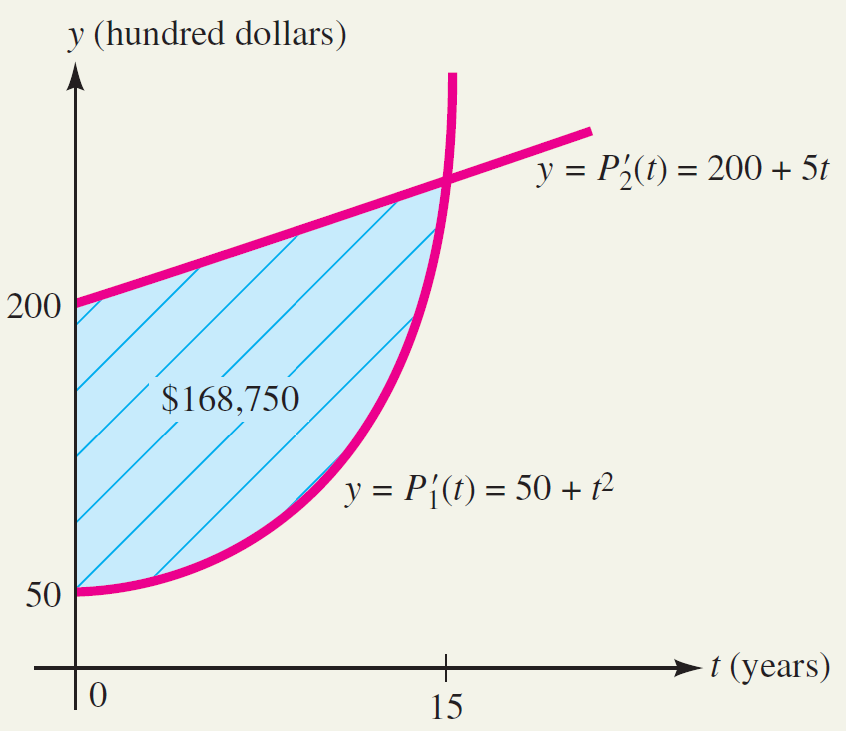 y (hundred dollars)
y = P′₂(t) = 200 + 5t
200
$168,750
y = P′₁(t) = 50 + t²
50
t (years)
0
15